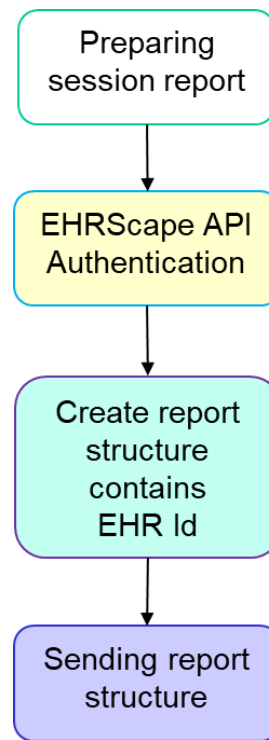 Preparing
session report
EHRScape API
Authentication
Create report
structure
contains
EHR Id
Sending report
structure